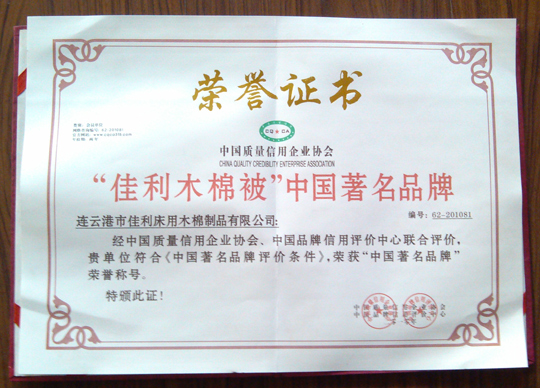 荣誉证书
CQ CA
中国质量信用企业协会
CHINA QUALITY CREDIBILITY ENTERPRISE ASSOCIATION
“佳利木棉被”中国著名品牌
连云港市佳利床用木棉制品有限公司:
编号: 62-201081
经中国质量信用企业协会、中国品牌信用评价中心联合评价,
贵单位符合《中国著名品牌评价条件》,荣获“中国著名品牌”
荣誉称号。
特颁此证!